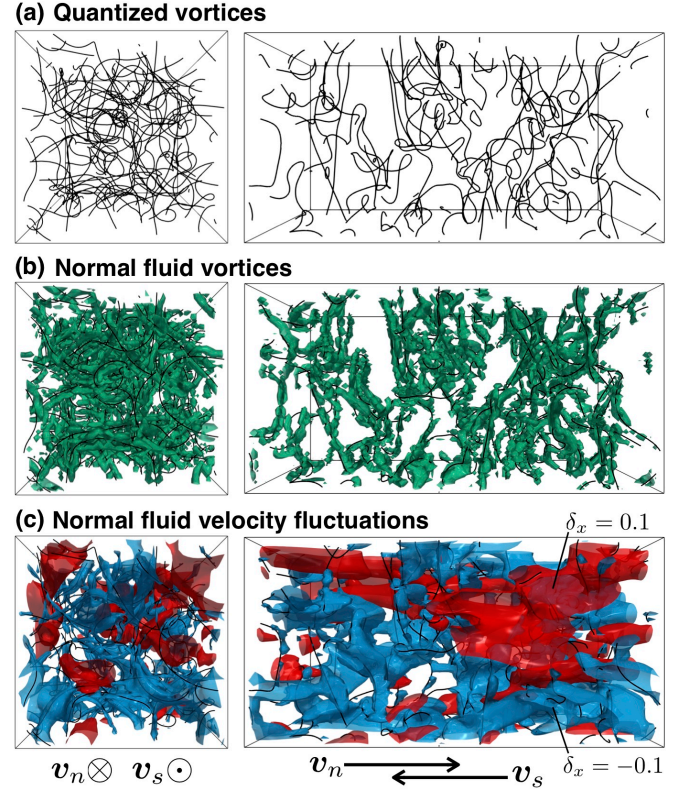 (a) Quantized vortices
(b) Normal fluid vortices
(c) Normal fluid velocity fluctuations
δₓ = 0.1
δₓ = −0.1
vₙ⊗ vₛ⊙
vₙ → ← vₛ